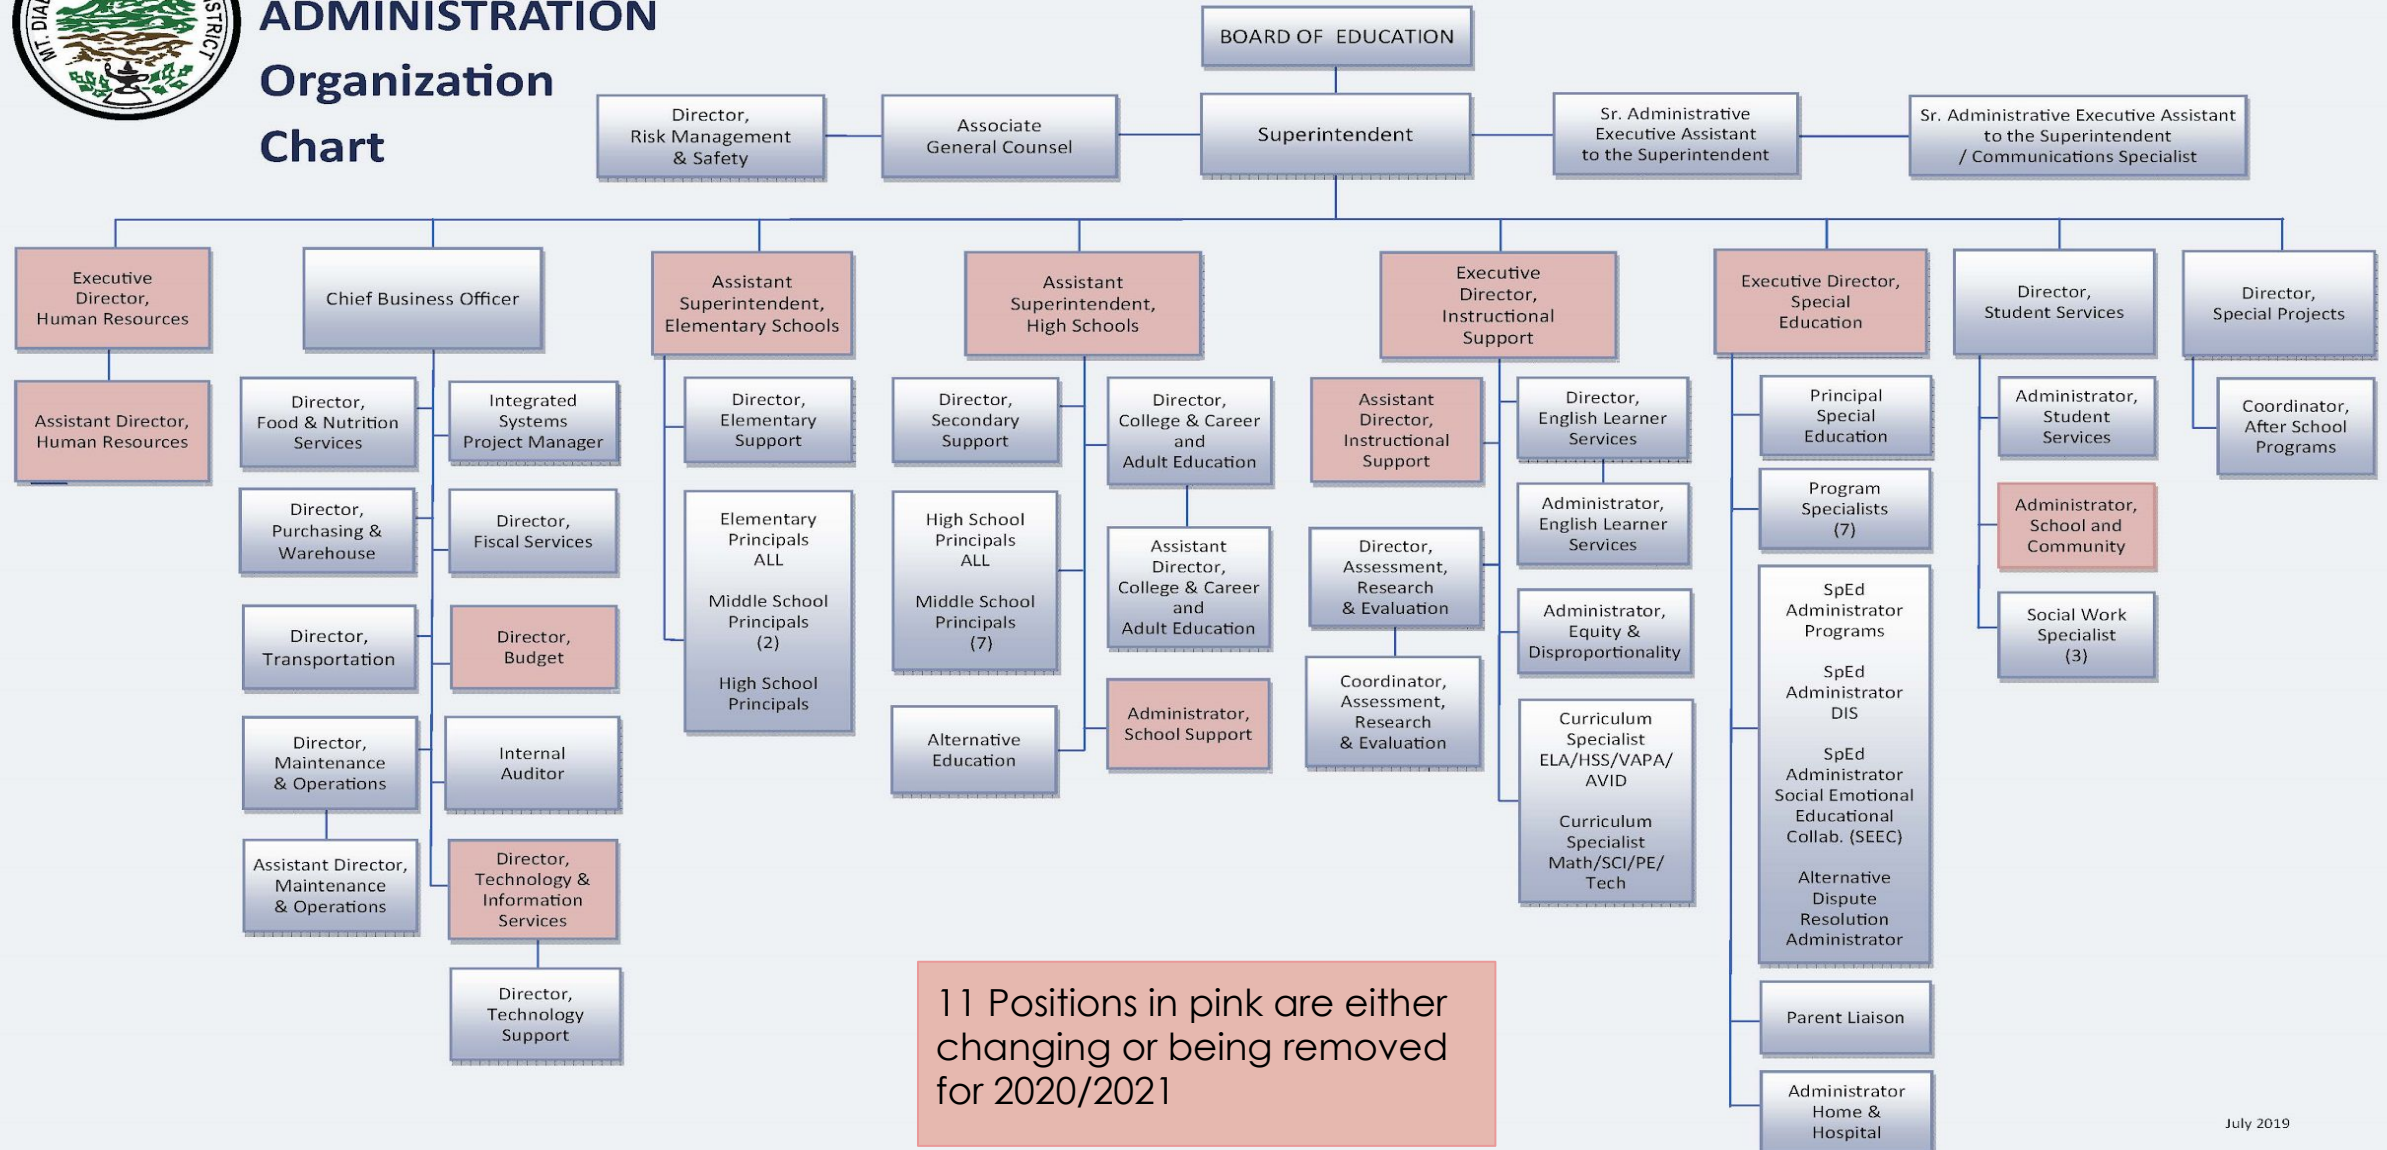 MT. DIA
STRICT
ADMINISTRATION
Organization
Chart
BOARD OF EDUCATION
Director,
Risk Management
& Safety
Associate
General Counsel
Superintendent
Sr. Administrative
Executive Assistant
to the Superintendent
Sr. Administrative Executive Assistant
to the Superintendent
/ Communications Specialist
Executive
Director,
Human Resources
Assistant Director,
Human Resources
Chief Business Officer
Director,
Food & Nutrition
Services
Integrated
Systems
Project Manager
Director,
Purchasing &
Warehouse
Director,
Fiscal Services
Director,
Transportation
Director,
Budget
Director,
Maintenance
& Operations
Internal
Auditor
Assistant Director,
Maintenance
& Operations
Director,
Technology &
Information
Services
Director,
Technology
Support
Assistant
Superintendent,
Elementary Schools
Director,
Elementary
Support
Elementary
Principals
ALL
Middle School
Principals
(2)
High School
Principals
Assistant
Superintendent,
High Schools
Director,
Secondary
Support
Director,
College & Career
and
Adult Education
High School
Principals
ALL
Middle School
Principals
(7)
Assistant
Director,
College & Career
and
Adult Education
Alternative
Education
Administrator,
School Support
Executive
Director,
Instructional
Support
Assistant
Director,
Instructional
Support
Director,
English Learner
Services
Administrator,
English Learner
Services
Director,
Assessment,
Research
& Evaluation
Administrator,
Equity &
Disproportionality
Coordinator,
Assessment,
Research
& Evaluation
Curriculum
Specialist
ELA/HSS/VAPA/
AVID
Curriculum
Specialist
Math/SCI/PE/
Tech
Executive Director,
Special
Education
Principal
Special
Education
Program
Specialists
(7)
SpEd
Administrator
Programs
SpEd
Administrator
DIS
SpEd
Administrator
Social Emotional
Educational
Collab. (SEEC)
Alternative
Dispute
Resolution
Administrator
Parent Liaison
Administrator
Home &
Hospital
Director,
Student Services
Administrator,
Student
Services
Administrator,
School and
Community
Social Work
Specialist
(3)
Director,
Special Projects
Coordinator,
After School
Programs
11 Positions in pink are either
changing or being removed
for 2020/2021
July 2019